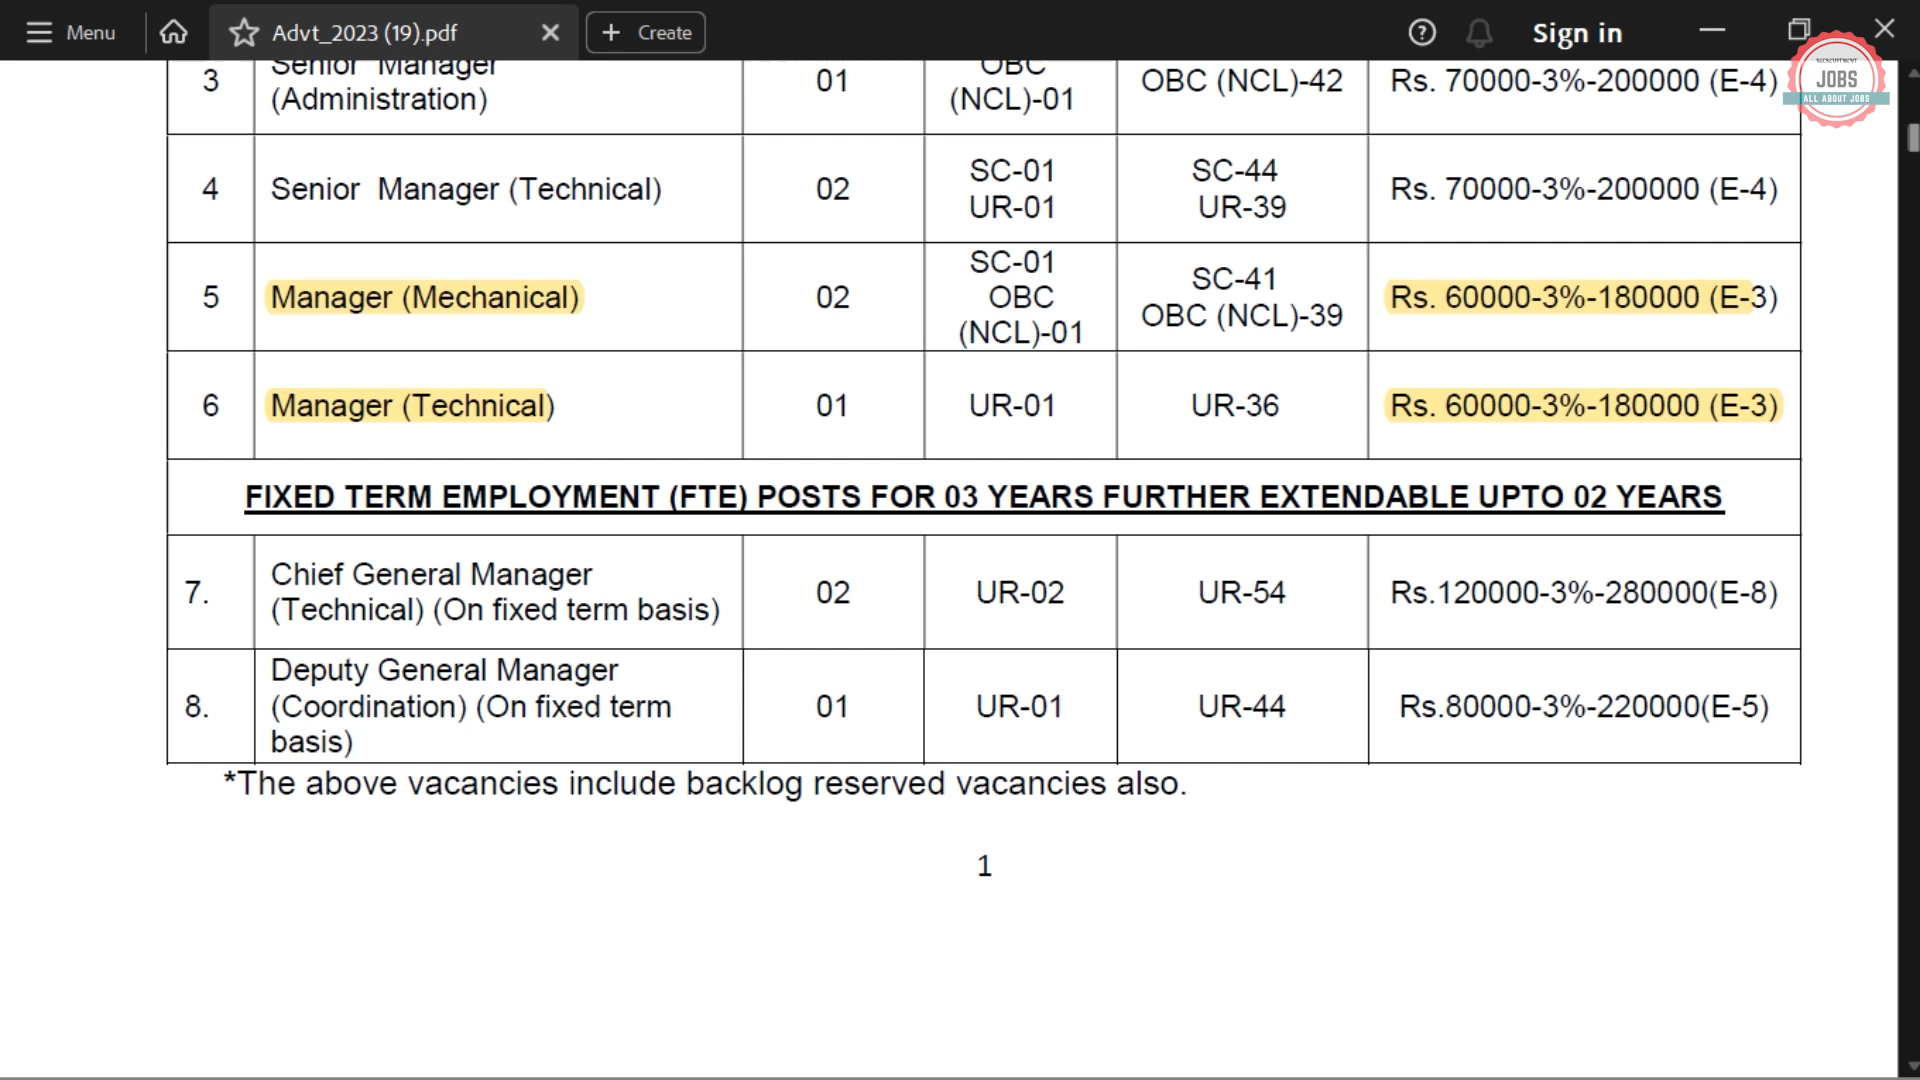 Menu
Advt_2023 (19).pdf
Create
Sign in
RECRUITMENT
JOBS
ALL ABOUT JOBS
3 Senior Manager (Administration) 01 OBC (NCL)-01 OBC (NCL)-42 Rs. 70000-3%-200000 (E-4)
4 Senior Manager (Technical) 02 SC-01 UR-01 SC-44 UR-39 Rs. 70000-3%-200000 (E-4)
5 Manager (Mechanical) 02 SC-01 OBC (NCL)-01 SC-41 OBC (NCL)-39 Rs. 60000-3%-180000 (E-3)
6 Manager (Technical) 01 UR-01 UR-36 Rs. 60000-3%-180000 (E-3)
FIXED TERM EMPLOYMENT (FTE) POSTS FOR 03 YEARS FURTHER EXTENDABLE UPTO 02 YEARS
7. Chief General Manager (Technical) (On fixed term basis) 02 UR-02 UR-54 Rs.120000-3%-280000(E-8)
8. Deputy General Manager (Coordination) (On fixed term basis) 01 UR-01 UR-44 Rs.80000-3%-220000(E-5)
*The above vacancies include backlog reserved vacancies also.
1